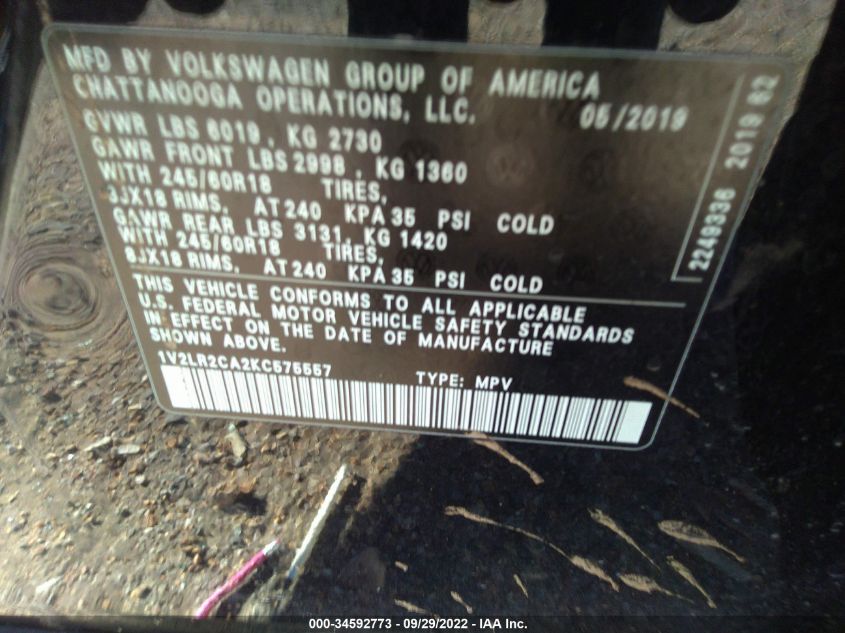 MFD BY VOLKSWAGEN GROUP OF AMERICA
CHATTANOOGA OPERATIONS, LLC. 05/2019
GVWR LBS 6019, KG 2730
GAWR FRONT LBS 2998, KG 1360
WITH 245/60R18 TIRES,
8JX18 RIMS, AT 240 KPA 35 PSI COLD
GAWR REAR LBS 3131, KG 1420
WITH 245/60R18 TIRES,
8JX18 RIMS, AT 240 KPA 35 PSI COLD
THIS VEHICLE CONFORMS TO ALL APPLICABLE
U.S. FEDERAL MOTOR VEHICLE SAFETY STANDARDS
IN EFFECT ON THE DATE OF MANUFACTURE
SHOWN ABOVE.
1V2LR2CA2KC575557 TYPE: MPV
2249336 2019 62
000-34592773 - 09/29/2022 - IAA Inc.